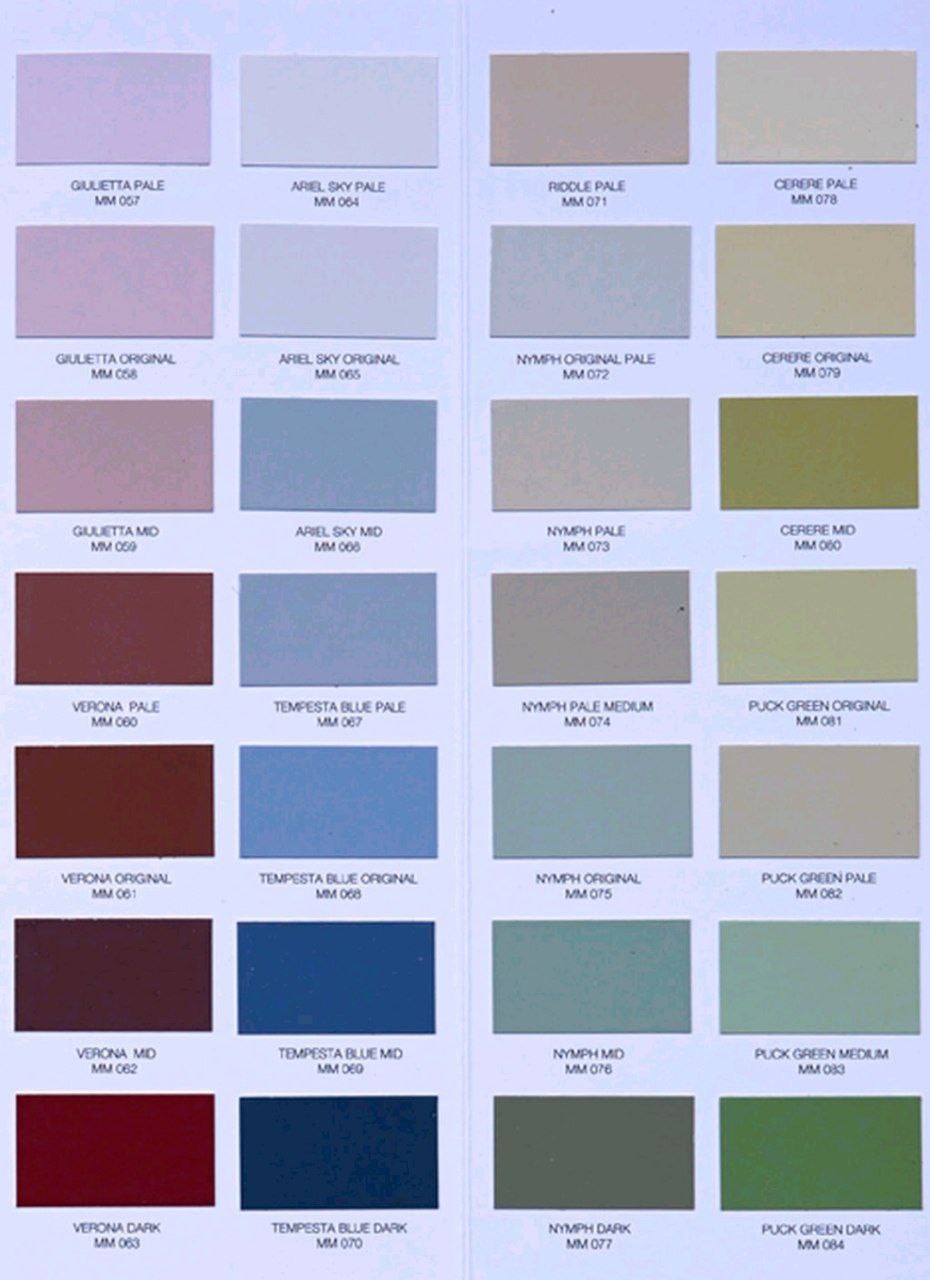 GIULIETTA PALE
MM 057
ARIEL SKY PALE
MM 064
RIDDLE PALE
MM 071
CERERE PALE
MM 078
GIULIETTA ORIGINAL
MM 058
ARIEL SKY ORIGINAL
MM 065
NYMPH ORIGINAL PALE
MM 072
CERERE ORIGINAL
MM 079
GIULIETTA MID
MM 059
ARIEL SKY MID
MM 066
NYMPH PALE
MM 073
CERERE MID
MM 080
VERONA PALE
MM 060
TEMPESTA BLUE PALE
MM 067
NYMPH PALE MEDIUM
MM 074
PUCK GREEN ORIGINAL
MM 081
VERONA ORIGINAL
MM 061
TEMPESTA BLUE ORIGINAL
MM 068
NYMPH ORIGINAL
MM 075
PUCK GREEN PALE
MM 082
VERONA MID
MM 062
TEMPESTA BLUE MID
MM 069
NYMPH MID
MM 076
PUCK GREEN MEDIUM
MM 083
VERONA DARK
MM 063
TEMPESTA BLUE DARK
MM 070
NYMPH DARK
MM 077
PUCK GREEN DARK
MM 084